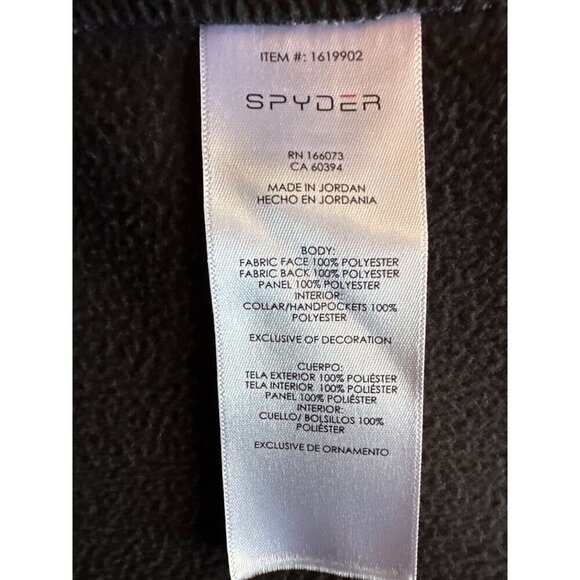 ITEM #: 1619902
SPYDER
RN 166073
CA 60394
MADE IN JORDAN
HECHO EN JORDANIA
BODY:
FABRIC FACE 100% POLYESTER
FABRIC BACK 100% POLYESTER
PANEL 100% POLYESTER
INTERIOR:
COLLAR/HANDPOCKETS 100%
POLYESTER
EXCLUSIVE OF DECORATION
CUERPO:
TELA EXTERIOR 100% POLIÉSTER
TELA INTERIOR 100% POLIÉSTER
PANEL 100% POLIÉSTER
INTERIOR:
CUELLO/ BOLSILLOS 100%
POLIÉSTER
EXCLUSIVE DE ORNAMENTO